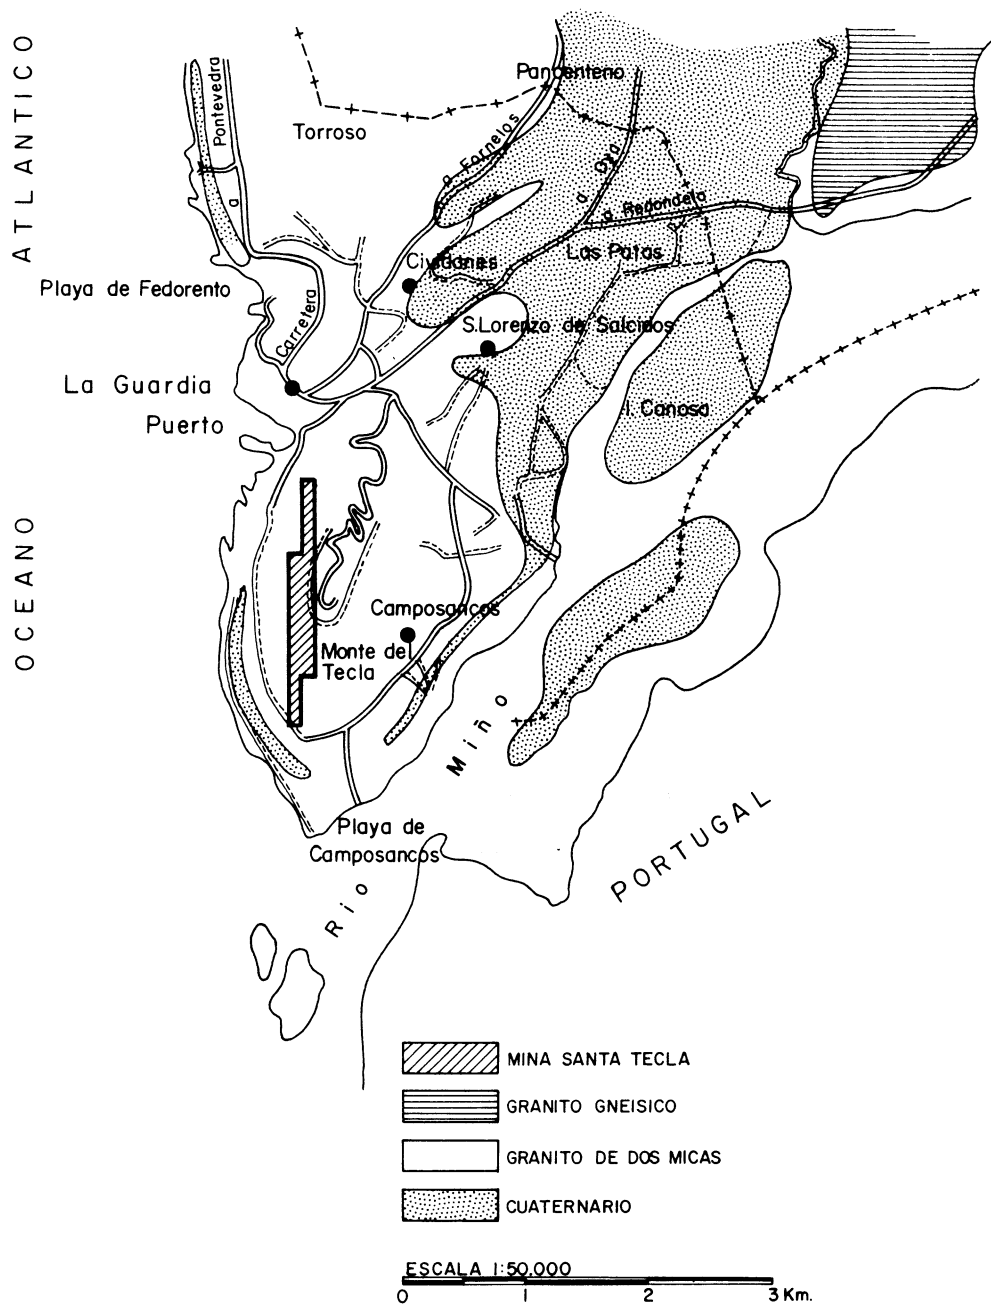 OCEANO ATLANTICO
Pancenteno
Torroso
a Pontevedra
a Fornelos
a Oya
a Redondela
Cividanes
Las Patas
Playa de Fedorento
Carretera
S. Lorenzo de Salcidos
La Guardia
Puerto
I. Canosa
Camposancos
Monte del
Tecla
Rio Miño
PORTUGAL
Playa de
Camposancos
MINA SANTA TECLA
GRANITO GNEISICO
GRANITO DE DOS MICAS
CUATERNARIO
ESCALA 1:50.000
0 1 2 3 Km.